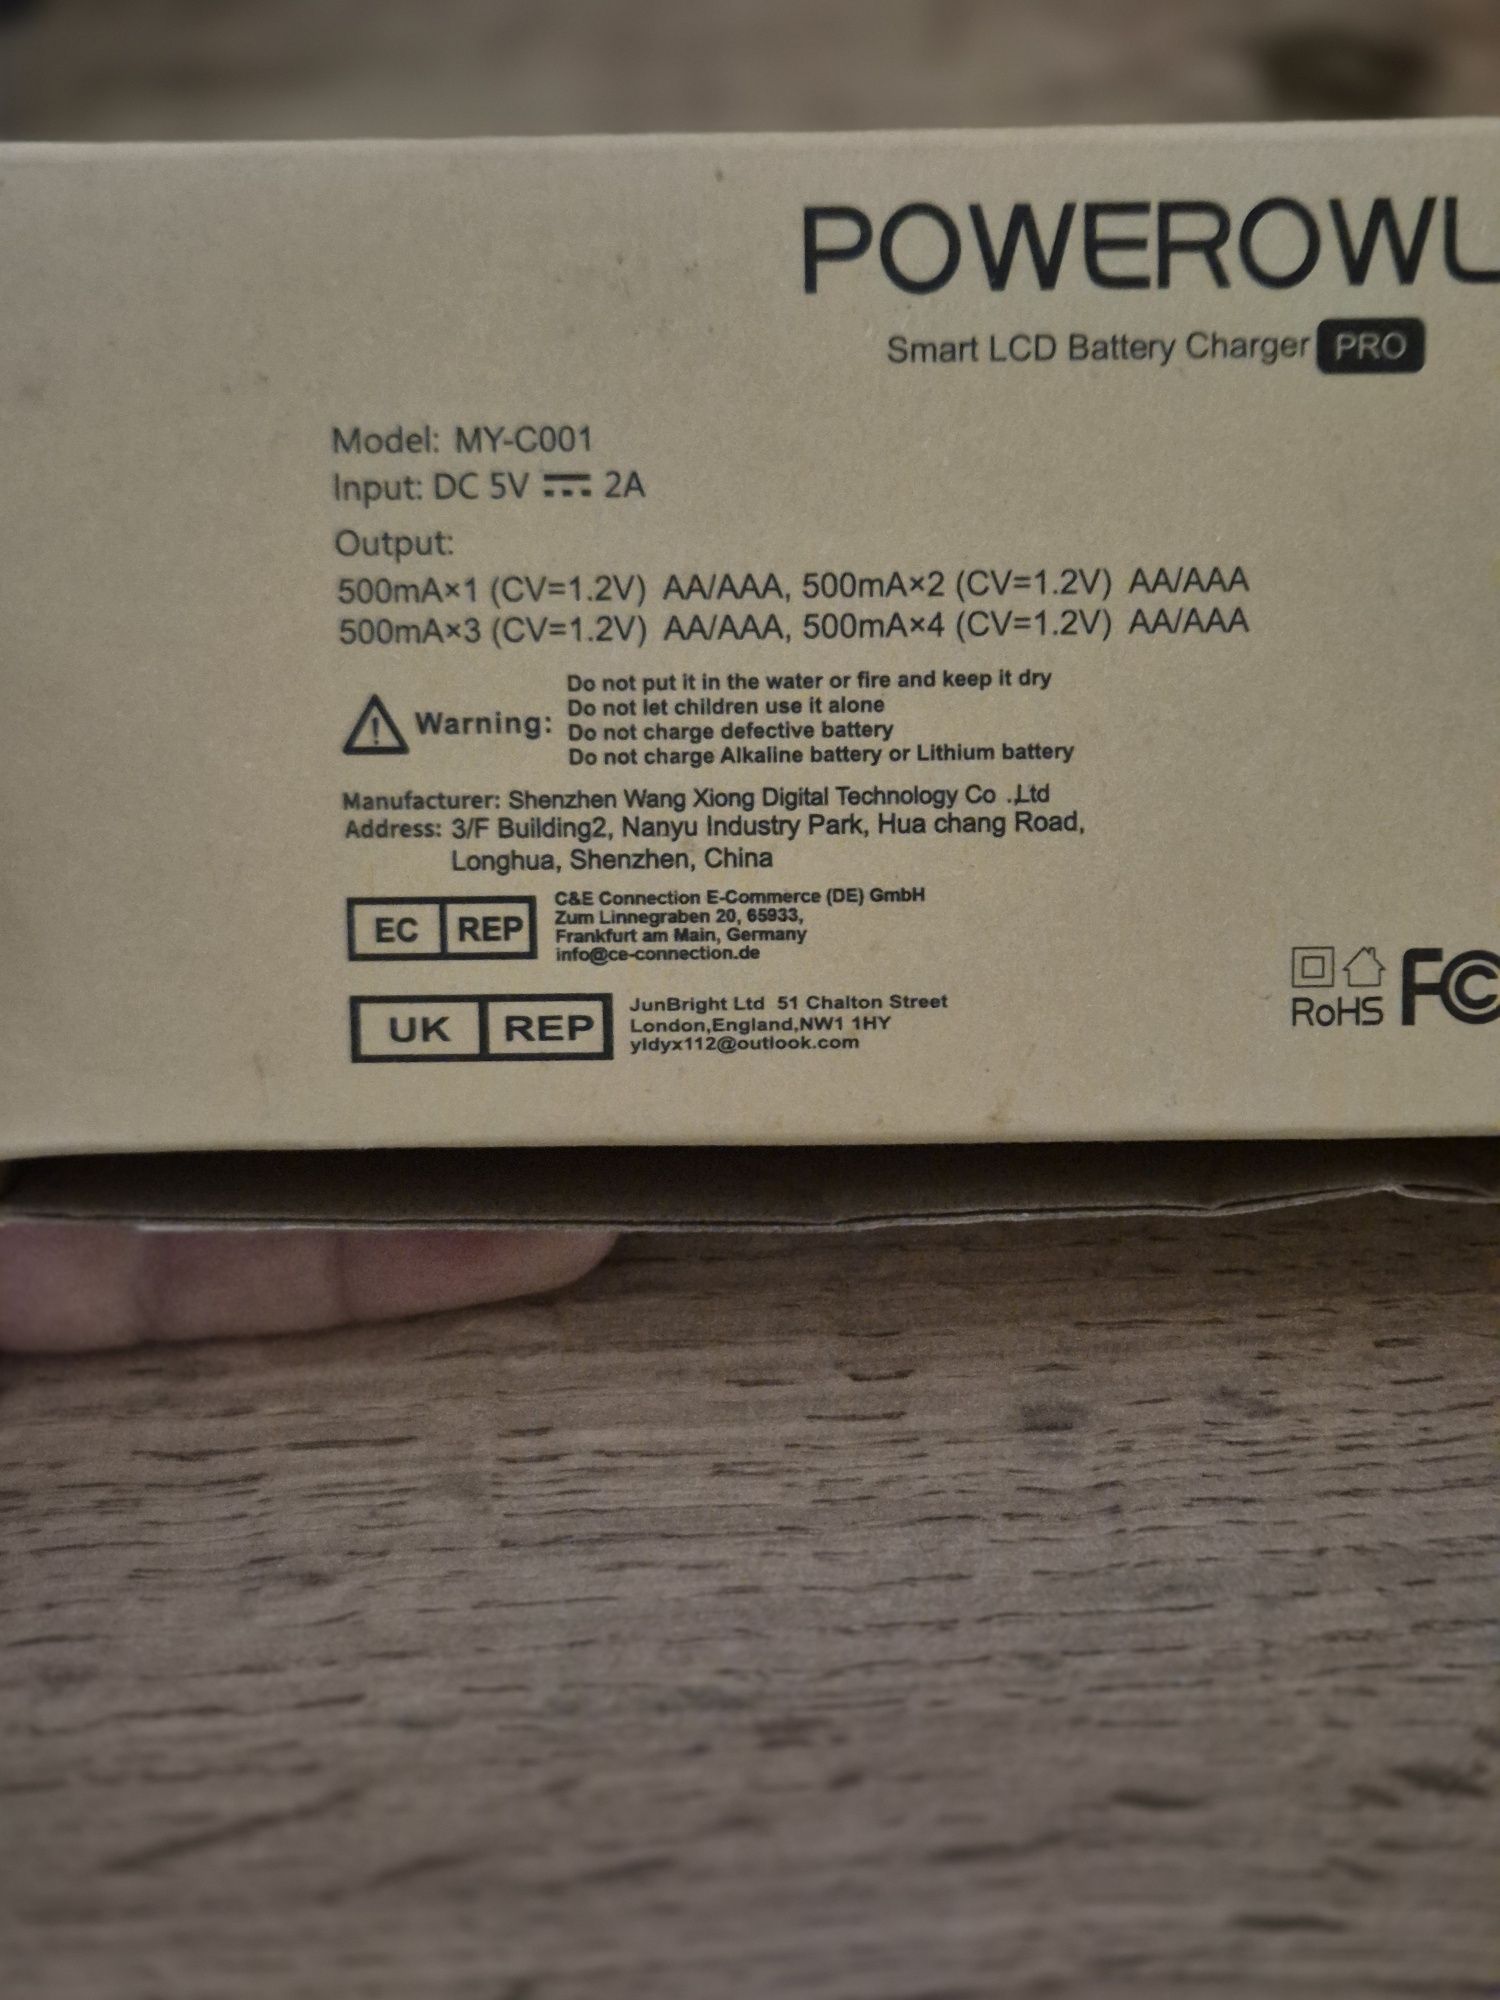 POWEROWL
Smart LCD Battery Charger PRO
Model: MY-C001
Input: DC 5V ⎓ 2A
Output:
500mA×1 (CV=1.2V) AA/AAA, 500mA×2 (CV=1.2V) AA/AAA
500mA×3 (CV=1.2V) AA/AAA, 500mA×4 (CV=1.2V) AA/AAA
Warning:
Do not put it in the water or fire and keep it dry
Do not let children use it alone
Do not charge defective battery
Do not charge Alkaline battery or Lithium battery
Manufacturer: Shenzhen Wang Xiong Digital Technology Co .,Ltd
Address: 3/F Building2, Nanyu Industry Park, Hua chang Road,
Longhua, Shenzhen, China
EC REP
C&E Connection E-Commerce (DE) GmbH
Zum Linnegraben 20, 65933,
Frankfurt am Main, Germany
info@ce-connection.de
UK REP
JunBright Ltd 51 Chalton Street
London,England,NW1 1HY
yldyx112@outlook.com
RoHS
FC